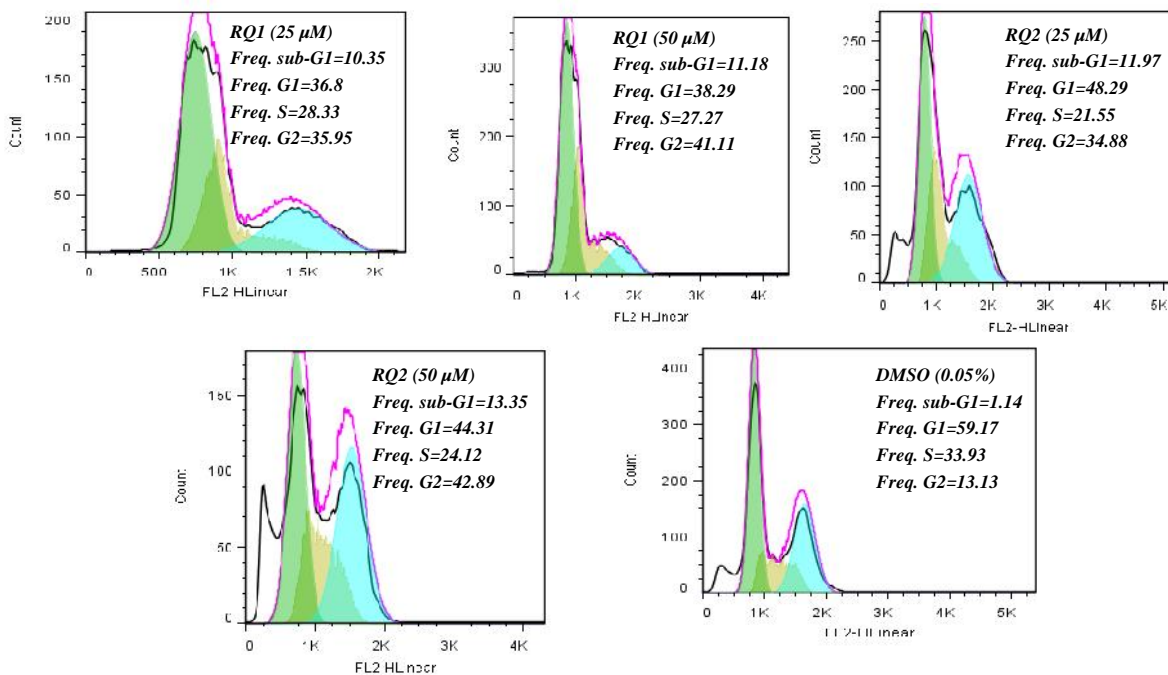 200
150
100
50
0
Count
RQ1 (25 μM)
Freq. sub-G1=10.35
Freq. G1=36.8
Freq. S=28.33
Freq. G2=35.95
0 500 1K 1.5K 2K
FL2 HLinear
300
200
100
0
Count
RQ1 (50 μM)
Freq. sub-G1=11.18
Freq. G1=38.29
Freq. S=27.27
Freq. G2=41.11
0 1K 2K 3K 4K
FL2 HLinear
250
200
150
100
50
0
Count
RQ2 (25 μM)
Freq. sub-G1=11.97
Freq. G1=48.29
Freq. S=21.55
Freq. G2=34.88
0 1K 2K 3K 4K 5K
FL2-HLinear
150
100
50
0
Count
RQ2 (50 μM)
Freq. sub-G1=13.35
Freq. G1=44.31
Freq. S=24.12
Freq. G2=42.89
0 1K 2K 3K 4K
FL2 HLinear
400
300
200
100
0
Count
DMSO (0.05%)
Freq. sub-G1=1.14
Freq. G1=59.17
Freq. S=33.93
Freq. G2=13.13
0 1K 2K 3K 4K 5K
FL2-HLinear